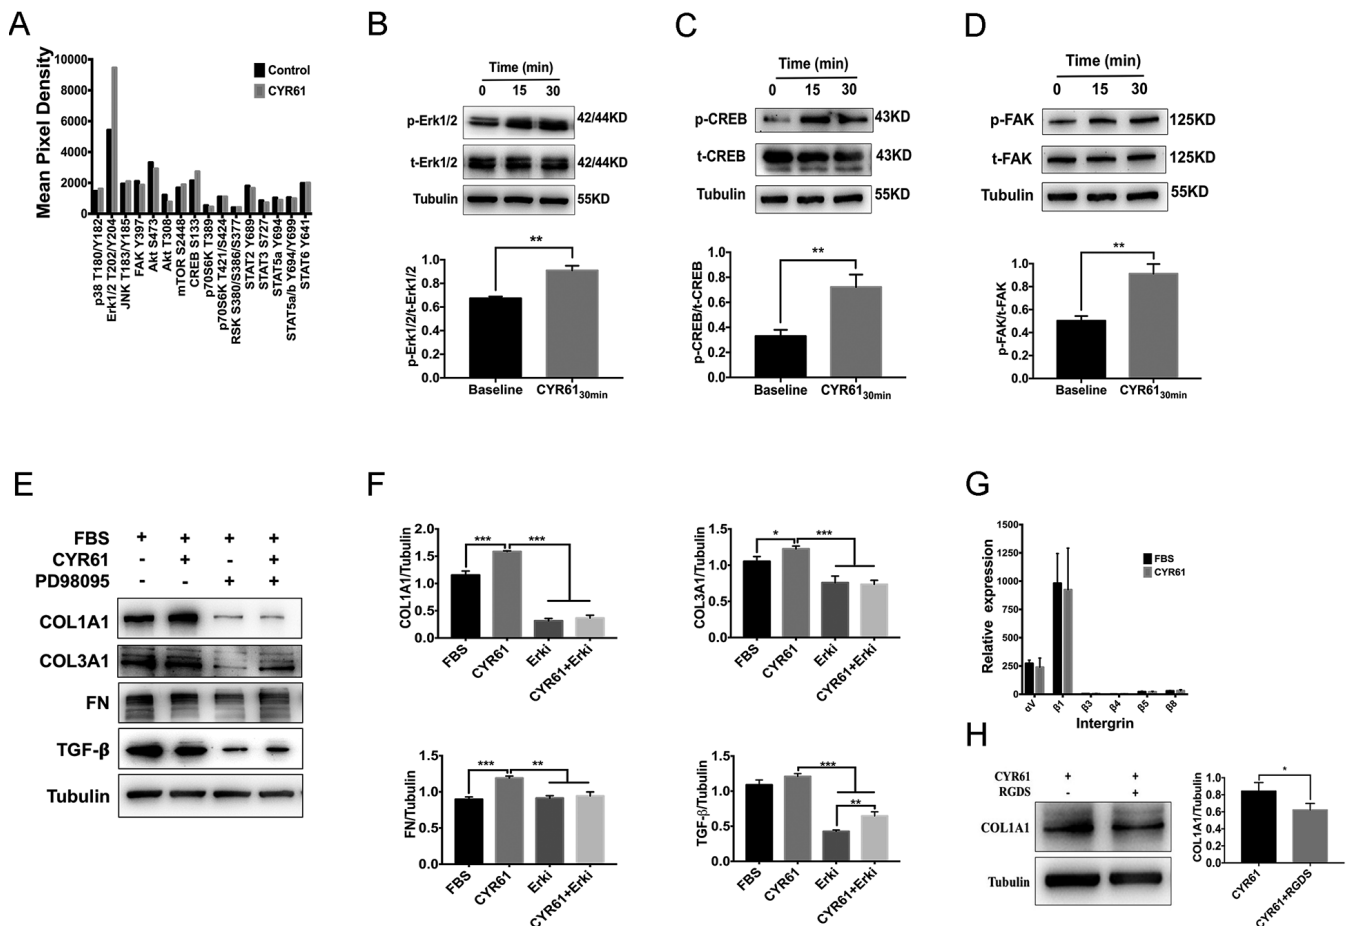 A
Mean Pixel Density
10000
8000
6000
4000
2000
0
Control
CYR61
p38 T180/Y182
Erk1/2 T202/Y204
JNK T183/Y185
FAK Y397
Akt S473
Akt T308
mTOR S2448
CREB S133
p70S6K T389
p70S6K T421/S424
RSK S380/S386/S377
STAT2 Y689
STAT3 S727
STAT5a Y694
STAT5a/b Y694/Y699
STAT6 Y641
B
Time (min)
0 15 30
p-Erk1/2 42/44KD
t-Erk1/2 42/44KD
Tubulin 55KD
**
p-Erk1/2/t-Erk1/2
1.0
0.8
0.6
0.4
0.2
0.0
Baseline CYR6130min
C
Time (min)
0 15 30
p-CREB 43KD
t-CREB 43KD
Tubulin 55KD
**
p-CREB/t-CREB
1.0
0.8
0.6
0.4
0.2
0.0
Baseline CYR6130min
D
Time (min)
0 15 30
p-FAK 125KD
t-FAK 125KD
Tubulin 55KD
**
p-FAK/t-FAK
1.0
0.8
0.6
0.4
0.2
0.0
Baseline CYR6130min
E
FBS + + + +
CYR61 - + - +
PD98095 - - + +
COL1A1
COL3A1
FN
TGF-β
Tubulin
F
COL1A1/Tubulin
2.0
1.5
1.0
0.5
0.0
*** ***
FBS CYR61 Erki CYR61+Erki
COL3A1/Tubulin
1.5
1.0
0.5
0.0
* ***
FBS CYR61 Erki CYR61+Erki
FN/Tubulin
1.5
1.0
0.5
0.0
*** **
FBS CYR61 Erki CYR61+Erki
TGF-β/Tubulin
1.5
1.0
0.5
0.0
***
**
FBS CYR61 Erki CYR61+Erki
G
Relative expression
1500
1250
1000
750
500
250
0
FBS
CYR61
αV β1 β3 β4 β5 β8
Intergrin
H
CYR61 + +
RGDS - +
COL1A1
Tubulin
COL1A1/Tubulin
1.0
0.8
0.6
0.4
0.2
0.0
*
CYR61 CYR61+RGDS